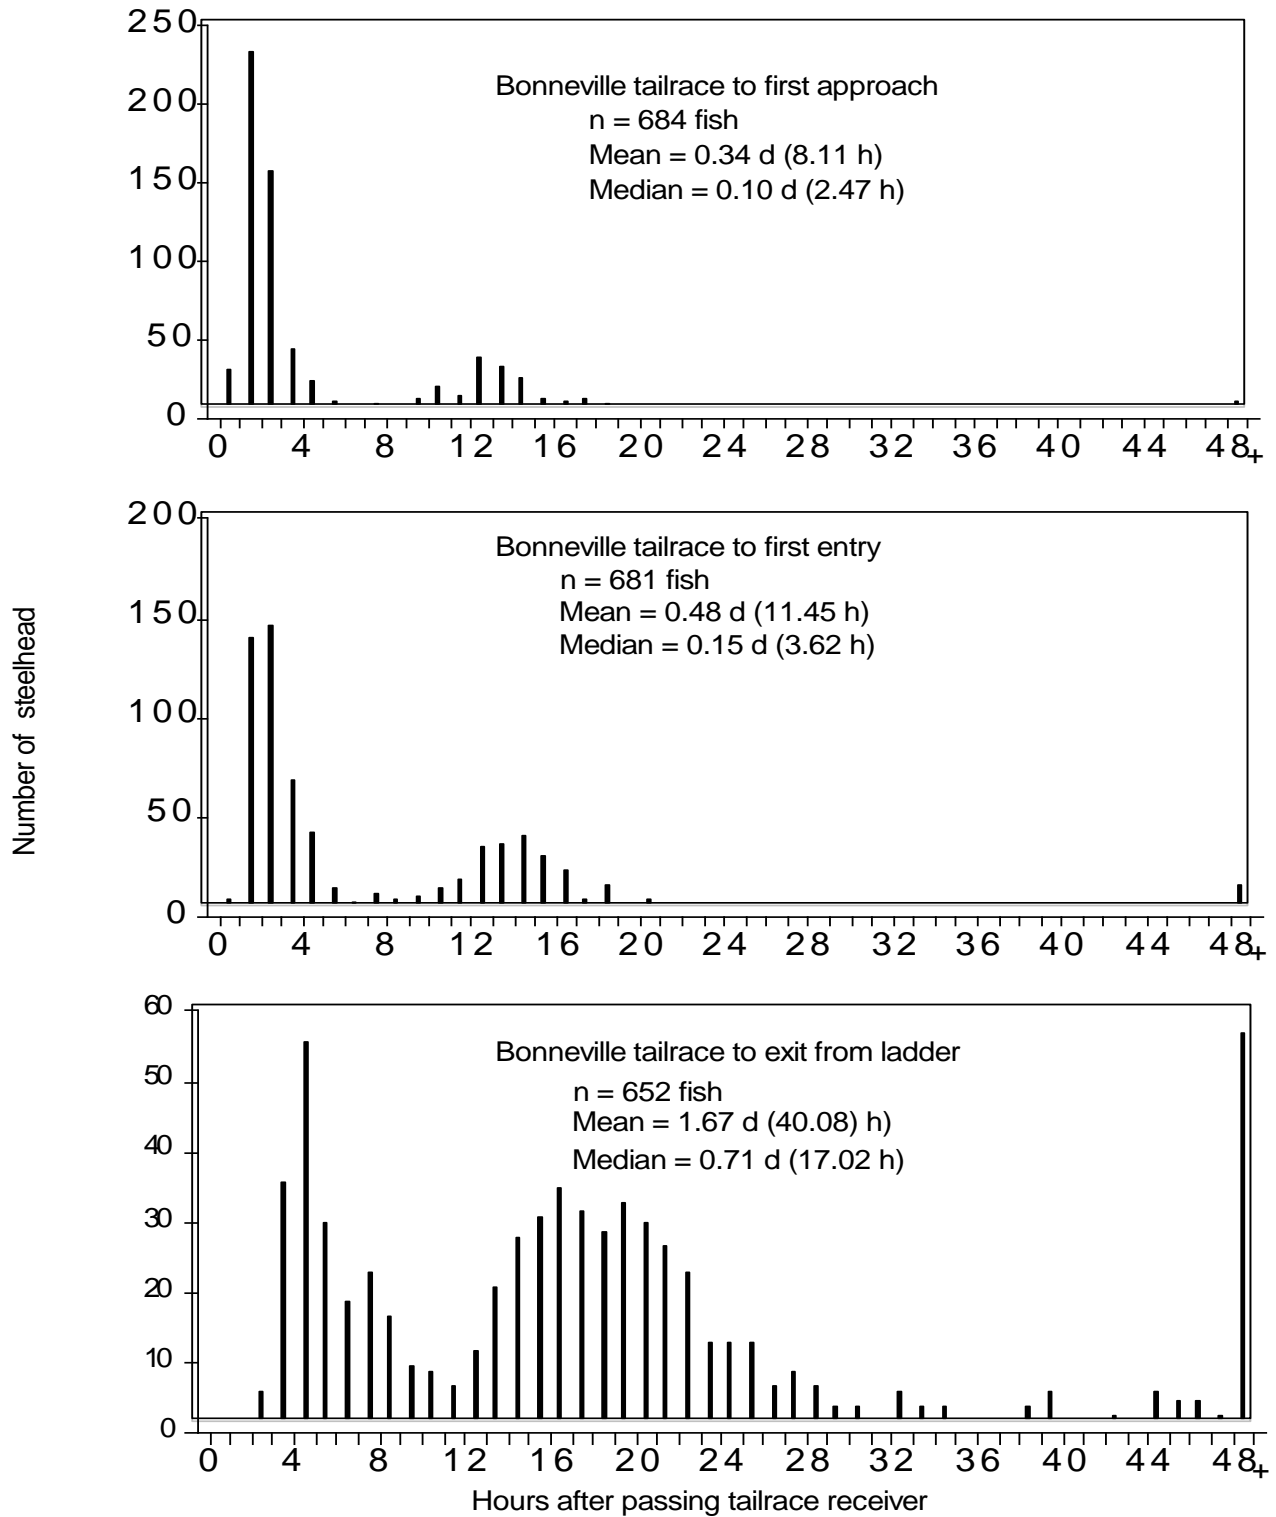 250
200
150
100
50
0
Bonneville tailrace to first approach
n = 684 fish
Mean = 0.34 d (8.11 h)
Median = 0.10 d (2.47 h)
0 4 8 12 16 20 24 28 32 36 40 44 48+
200
150
100
50
0
Bonneville tailrace to first entry
n = 681 fish
Mean = 0.48 d (11.45 h)
Median = 0.15 d (3.62 h)
0 4 8 12 16 20 24 28 32 36 40 44 48+
Number of steelhead
60
50
40
30
20
10
0
Bonneville tailrace to exit from ladder
n = 652 fish
Mean = 1.67 d (40.08) h)
Median = 0.71 d (17.02 h)
0 4 8 12 16 20 24 28 32 36 40 44 48+
Hours after passing tailrace receiver